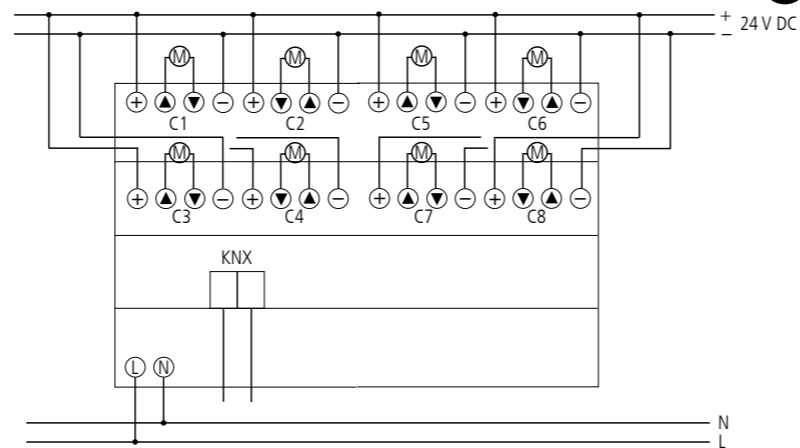 +
− 24 V DC
M M M M
+ ▲ ▼ − + ▼ ▲ − + ▲ ▼ − + ▼ ▲ −
C1 C2 C5 C6
M M M M
+ ▲ ▼ − + ▼ ▲ − + ▲ ▼ − + ▼ ▲ −
C3 C4 C7 C8
KNX
L N
N
L